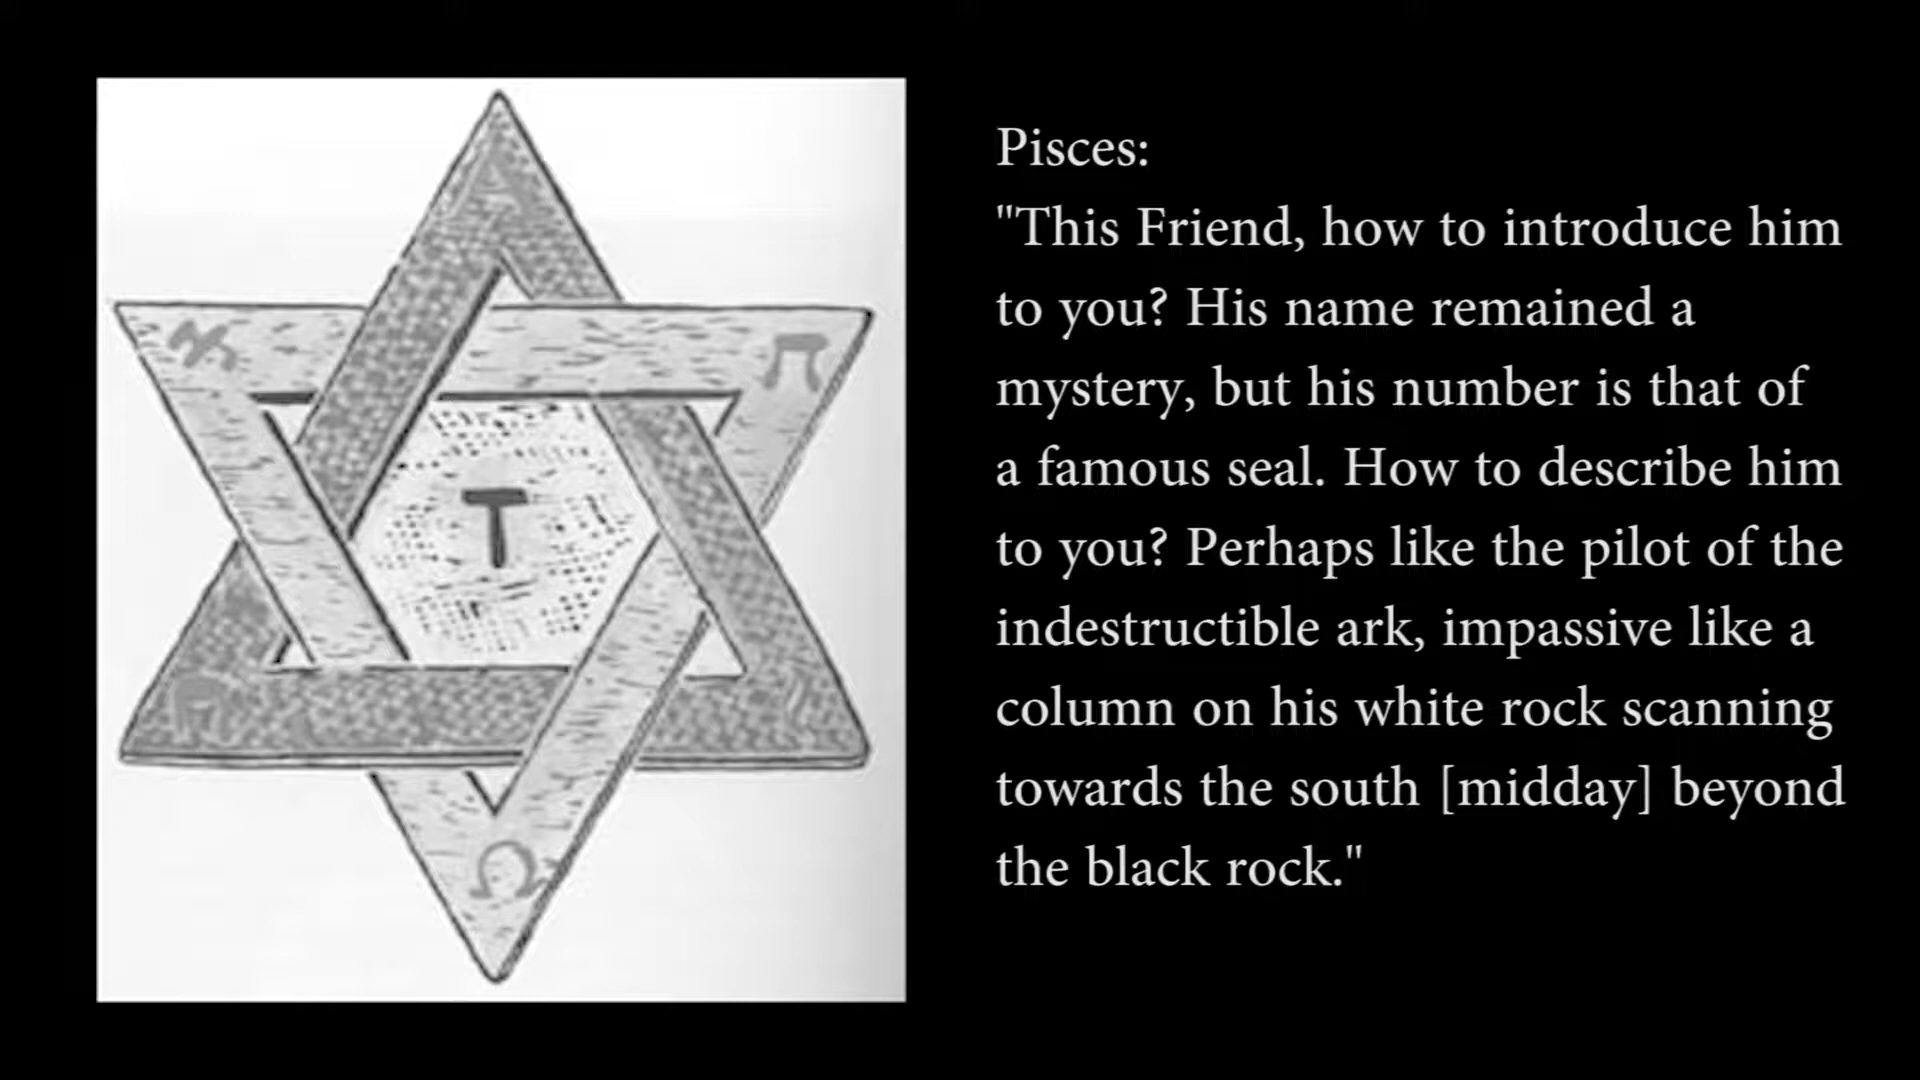 A
א
ח
T
Ω
Pisces:
"This Friend, how to introduce him
to you? His name remained a
mystery, but his number is that of
a famous seal. How to describe him
to you? Perhaps like the pilot of the
indestructible ark, impassive like a
column on his white rock scanning
towards the south [midday] beyond
the black rock."